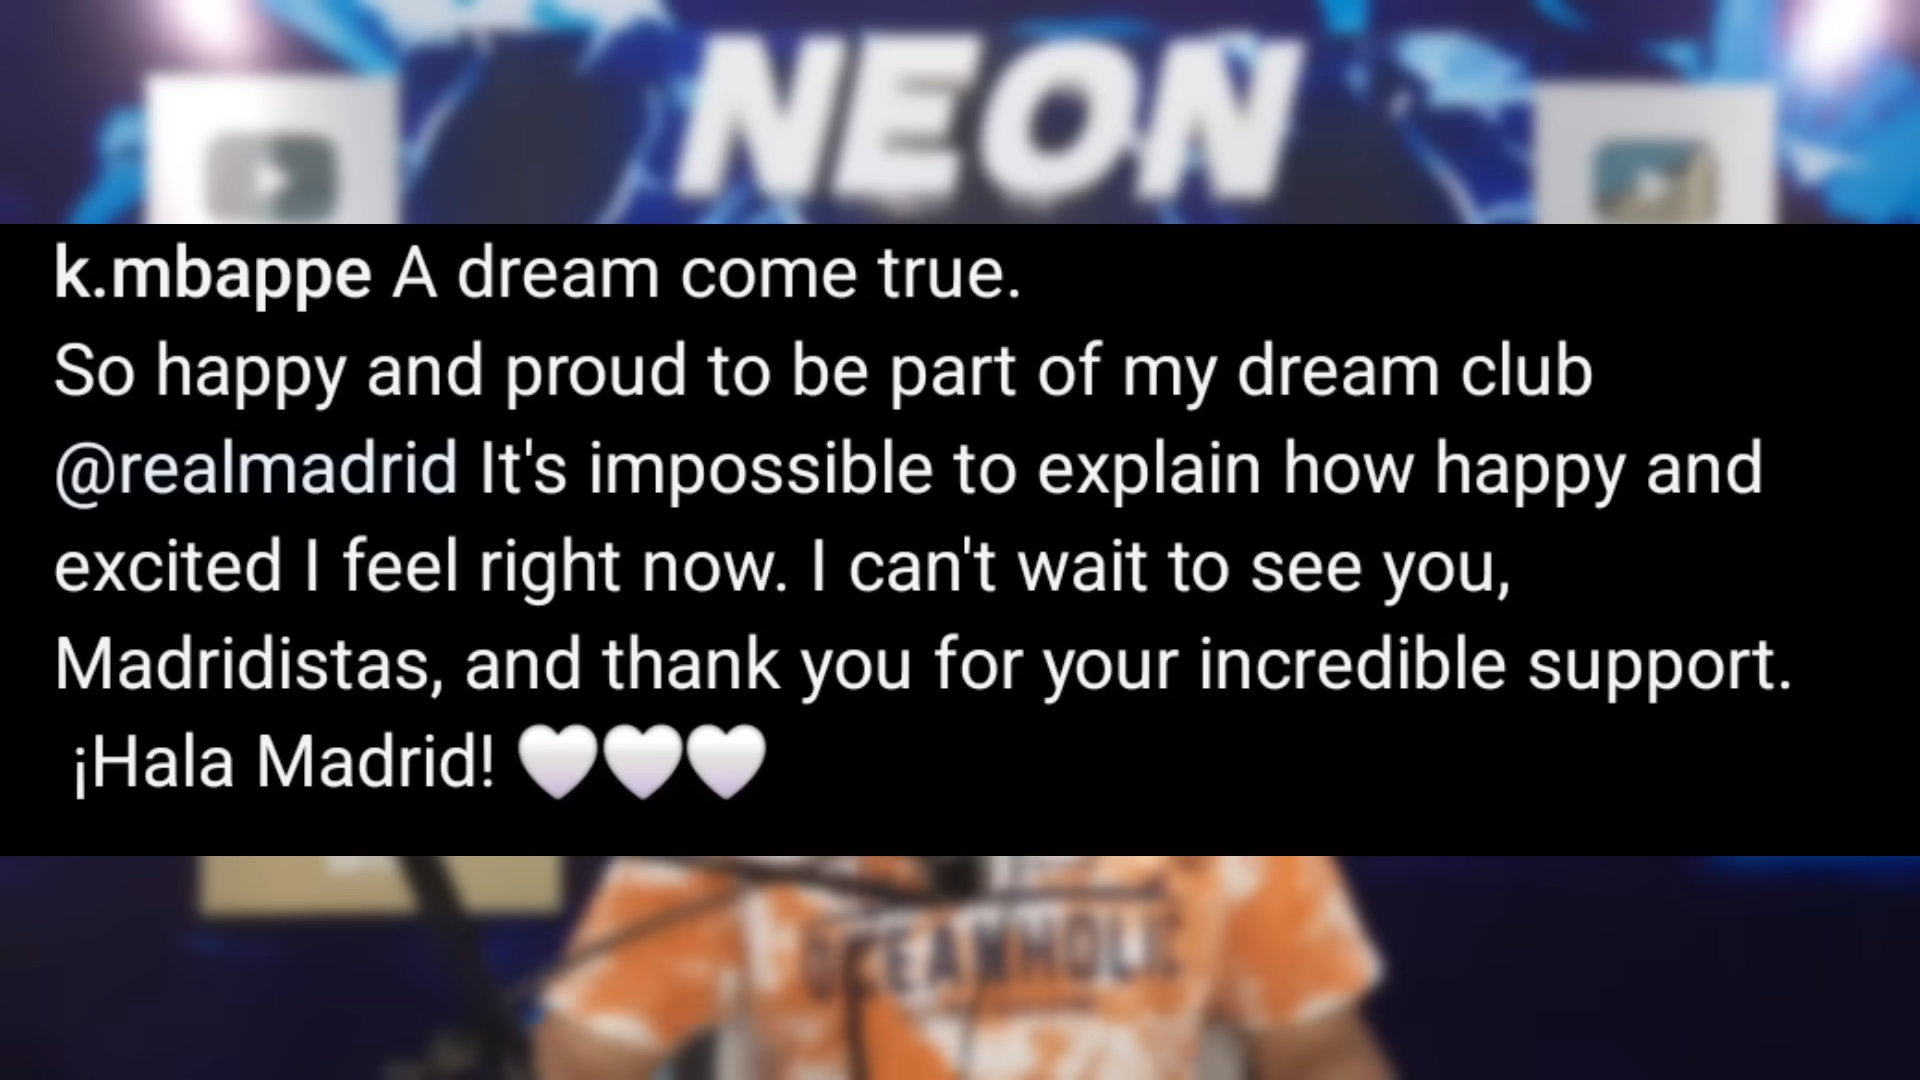 NEON
k.mbappe A dream come true.
So happy and proud to be part of my dream club
@realmadrid It's impossible to explain how happy and
excited I feel right now. I can't wait to see you,
Madridistas, and thank you for your incredible support.
¡Hala Madrid! 🤍🤍🤍
OCEANHOLIC